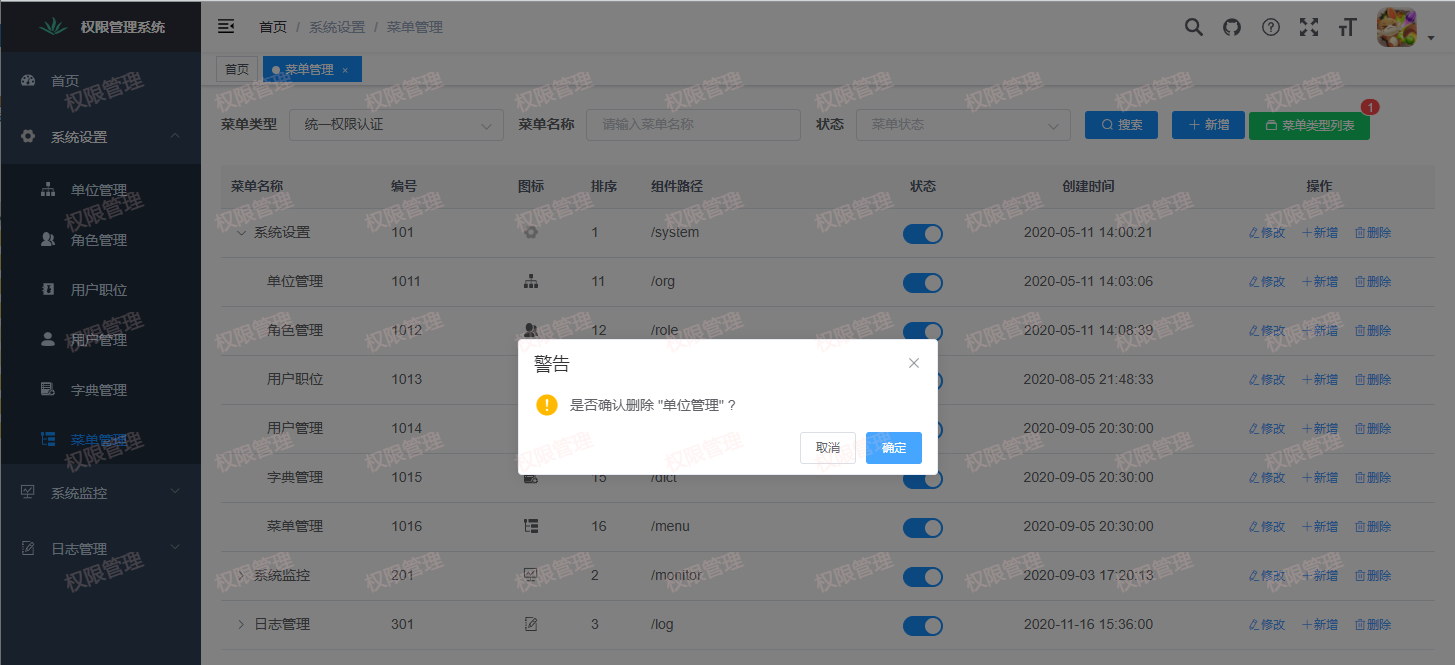 权限管理系统
首页 / 系统设置 / 菜单管理
首页
菜单管理 ×
首页
系统设置
单位管理
角色管理
用户职位
用户管理
字典管理
菜单管理
系统监控
日志管理
菜单类型 统一权限认证 菜单名称 请输入菜单名称 状态 菜单状态 搜索 新增 菜单类型列表 1
菜单名称 编号 图标 排序 组件路径 状态 创建时间 操作
系统设置 101 1 /system 2020-05-11 14:00:21 修改 新增 删除
单位管理 1011 11 /org 2020-05-11 14:03:06 修改 新增 删除
角色管理 1012 12 /role 2020-05-11 14:08:39 修改 新增 删除
用户职位 1013 2020-08-05 21:48:33 修改 新增 删除
用户管理 1014 2020-09-05 20:30:00 修改 新增 删除
字典管理 1015 15 /dict 2020-09-05 20:30:00 修改 新增 删除
菜单管理 1016 16 /menu 2020-09-05 20:30:00 修改 新增 删除
系统监控 201 2 /monitor 2020-09-03 17:20:13 修改 新增 删除
日志管理 301 3 /log 2020-11-16 15:36:00 修改 新增 删除
警告
是否确认删除 "单位管理" ?
取消 确定
权限管理